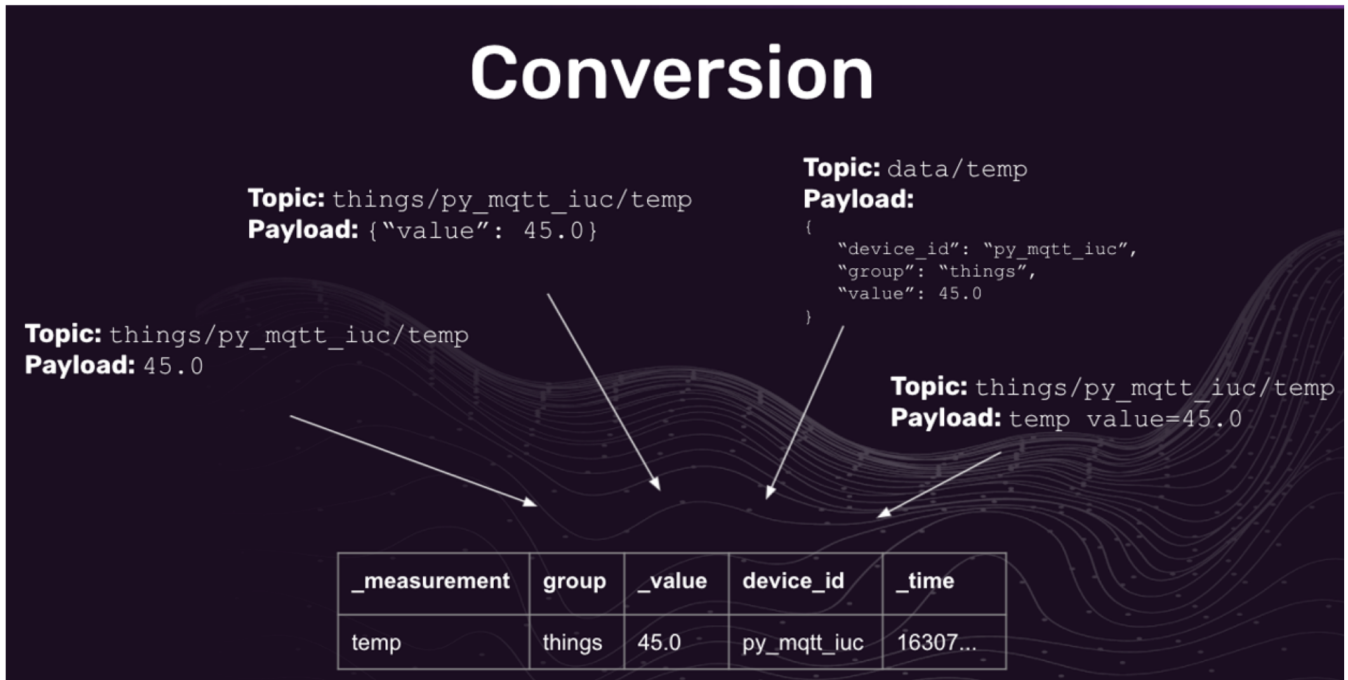 Conversion
Topic: things/py_mqtt_iuc/temp
Payload: 45.0
Topic: things/py_mqtt_iuc/temp
Payload: {“value”: 45.0}
Topic: data/temp
Payload:
{
“device_id”: “py_mqtt_iuc”,
“group”: “things”,
“value”: 45.0
}
Topic: things/py_mqtt_iuc/temp
Payload: temp value=45.0
_measurement group _value device_id _time
temp things 45.0 py_mqtt_iuc 16307...